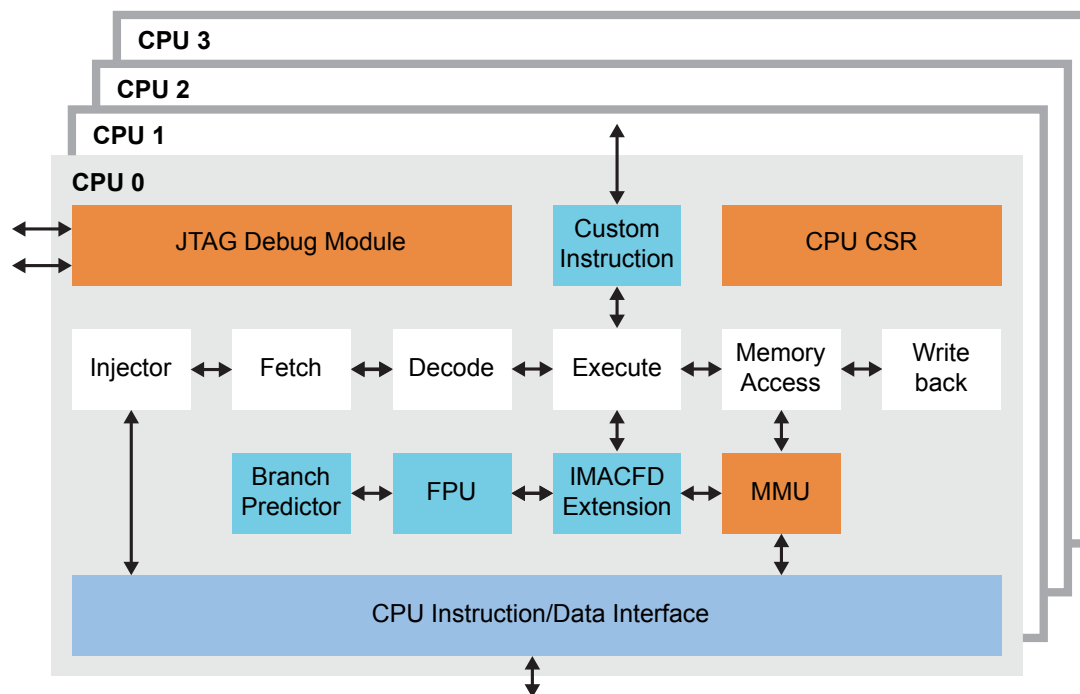 CPU 3
CPU 2
CPU 1
CPU 0
JTAG Debug Module
Custom
Instruction
CPU CSR
Injector
Fetch
Decode
Execute
Memory
Access
Write
back
Branch
Predictor
FPU
IMACFD
Extension
MMU
CPU Instruction/Data Interface